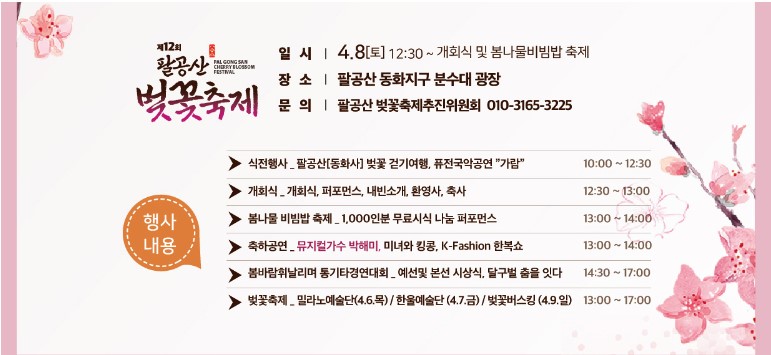 제12회
팔공산
PAL GONG SAN
CHERRY BLOSSOM
FESTIVAL
벚꽃축제
일 시 | 4.8[토] 12:30 ~ 개회식 및 봄나물비빔밥 축제
장 소 | 팔공산 동화지구 분수대 광장
문 의 | 팔공산 벚꽃축제추진위원회 010-3165-3225
행사
내용
식전행사 _ 팔공산[동화사] 벚꽃 걷기여행, 퓨전국악공연 "가람" 10:00 ~ 12:30
개회식 _ 개회식, 퍼포먼스, 내빈소개, 환영사, 축사 12:30 ~ 13:00
봄나물 비빔밥 축제 _ 1,000인분 무료시식 나눔 퍼포먼스 13:00 ~ 14:00
축하공연 _ 뮤지컬가수 박해미, 미녀와 킹콩, K-Fashion 한복쇼 13:00 ~ 14:00
봄바람휘날리며 통기타경연대회 _ 예선및 본선 시상식, 달구벌 춤을 잇다 14:30 ~ 17:00
벚꽃축제 _ 밀라노예술단(4.6.목) / 한울예술단 (4.7.금) / 벚꽃버스킹 (4.9.일) 13:00 ~ 17:00